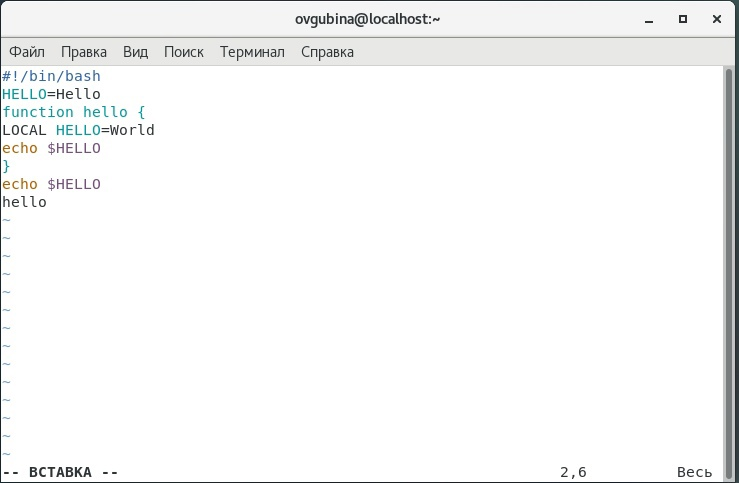 ovgubina@localhost:~
Файл Правка Вид Поиск Терминал Справка
#!/bin/bash
HELLO=Hello
function hello {
LOCAL HELLO=World
echo $HELLO
}
echo $HELLO
hello
~
~
~
~
~
~
~
~
~
~
~
~
~
~
-- ВСТАВКА -- 2,6 Весь